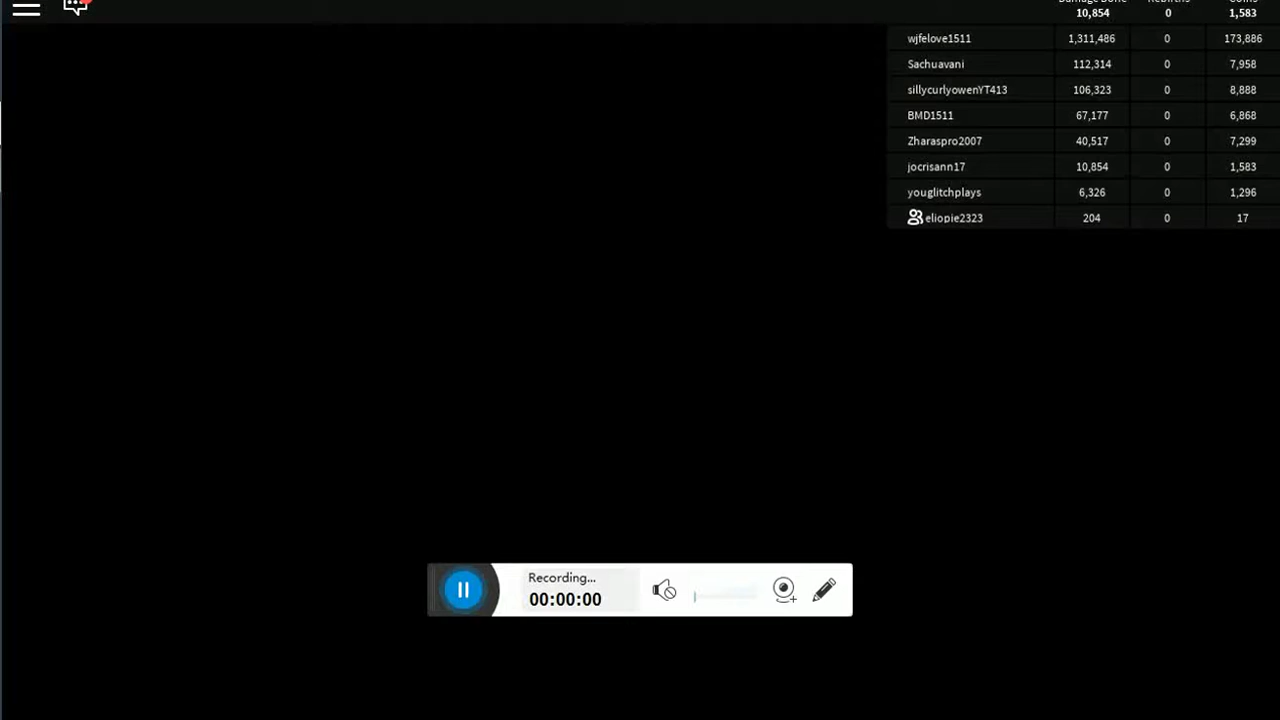 Damage Done Rebirths Coins
10,854 0 1,583
wjfelove1511 1,311,486 0 173,886
Sachuavani 112,314 0 7,958
sillycurlyowenYT413 106,323 0 8,888
BMD1511 67,177 0 6,868
Zharaspro2007 40,517 0 7,299
jocrisann17 10,854 0 1,583
youglitchplays 6,326 0 1,296
eliopie2323 204 0 17
Recording...
00:00:00